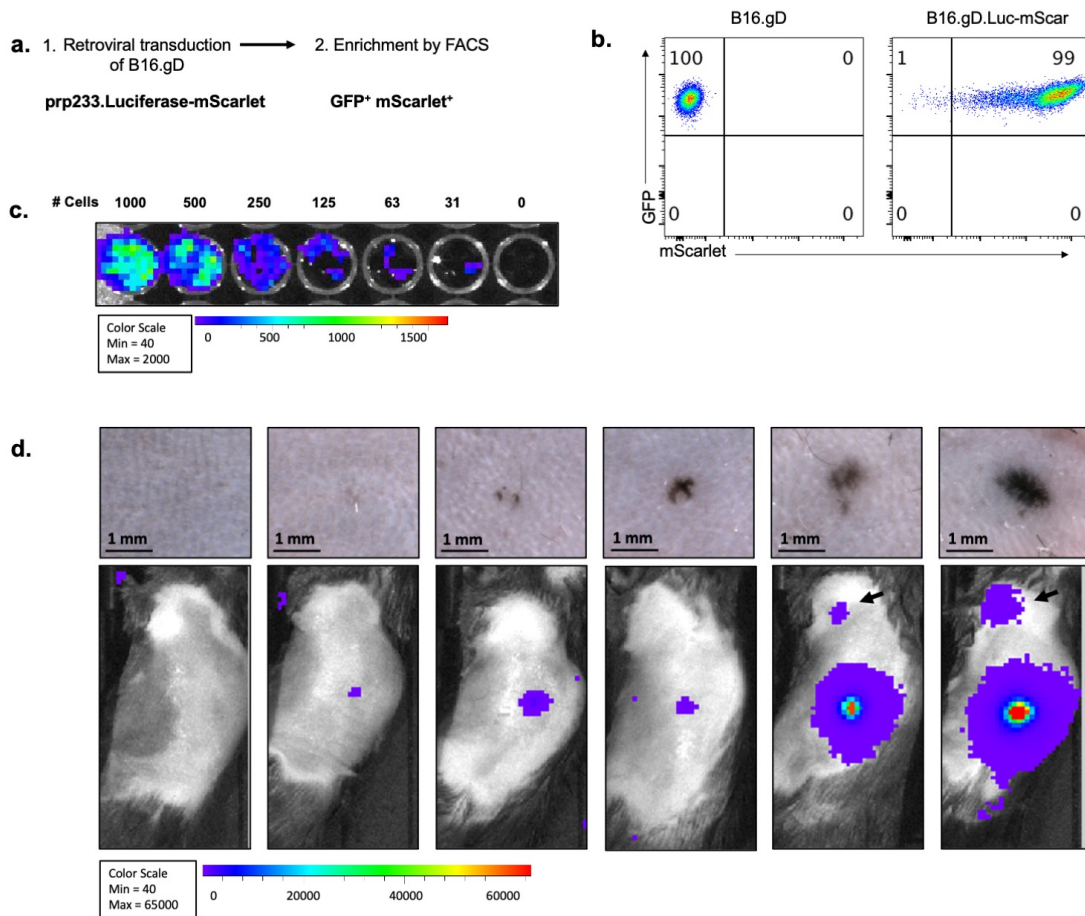 a.
1. Retroviral transduction of B16.gD
2. Enrichment by FACS
prp233.Luciferase-mScarlet
GFP⁺ mScarlet⁺
b.
B16.gD
B16.gD.Luc-mScar
100
0
1
99
0
0
0
0
GFP
mScarlet
c.
# Cells 1000 500 250 125 63 31 0
Color Scale
Min = 40
Max = 2000
0 500 1000 1500
d.
1 mm 1 mm 1 mm 1 mm 1 mm 1 mm
Color Scale
Min = 40
Max = 65000
0 20000 40000 60000